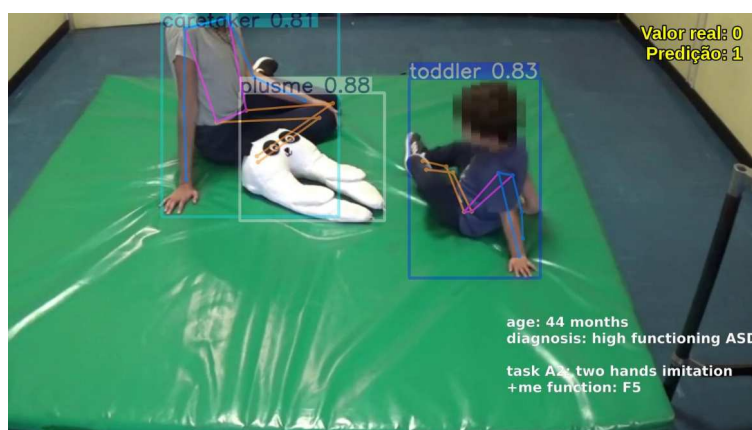 caretaker 0.81
Valor real: 0
Predição: 1
toddler 0.83
plusme 0.88
age: 44 months
diagnosis: high functioning ASD
task A2: two hands imitation
+me function: F5